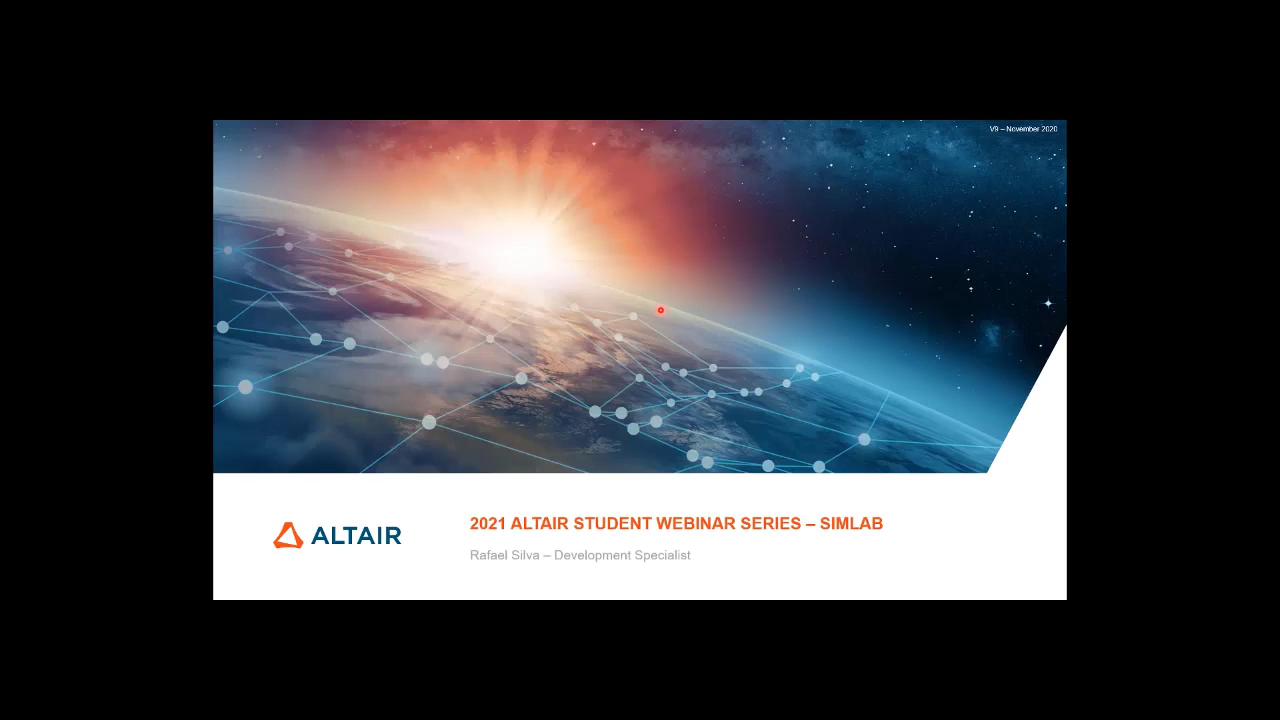 V9 – November 2020
ALTAIR
2021 ALTAIR STUDENT WEBINAR SERIES – SIMLAB
Rafael Silva – Development Specialist